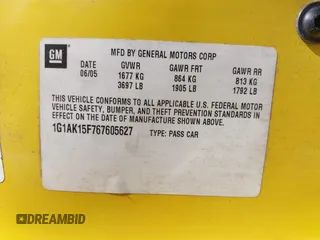 GM
MFD BY GENERAL MOTORS CORP
DATE GVWR GAWR FRT GAWR RR
06/05 1677 KG 864 KG 813 KG
3697 LB 1905 LB 1792 LB
THIS VEHICLE CONFORMS TO ALL APPLICABLE U.S. FEDERAL MOTOR
VEHICLE SAFETY, BUMPER, AND THEFT PREVENTION STANDARDS IN
EFFECT ON THE DATE OF MANUFACTURE SHOWN ABOVE.
1G1AK15F767605627 TYPE: PASS CAR
DREAMBID